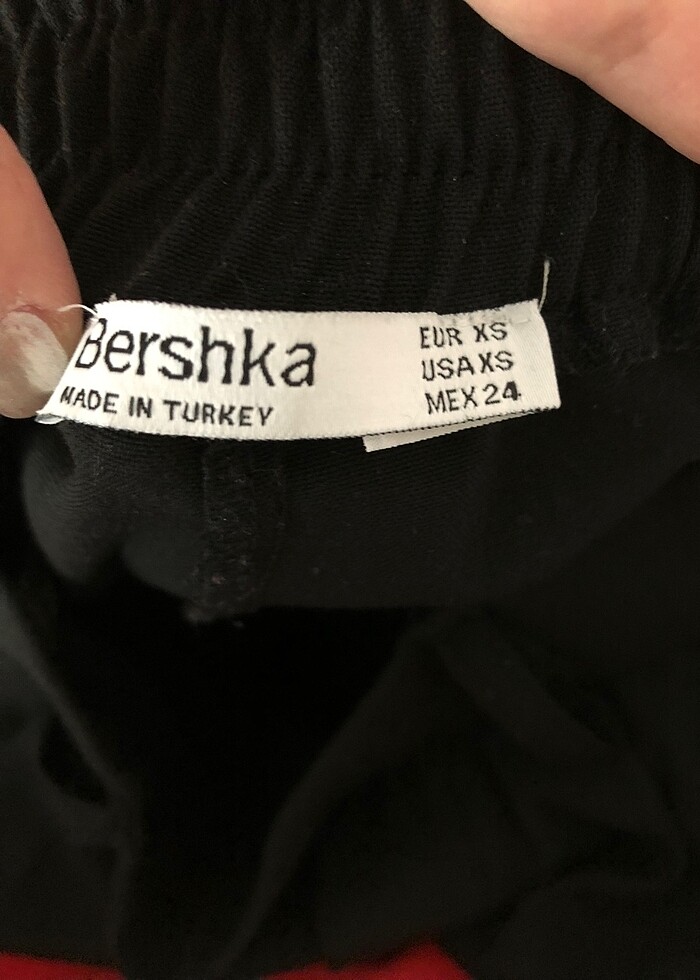 Bershka
MADE IN TURKEY
EUR XS
USA XS
MEX 24